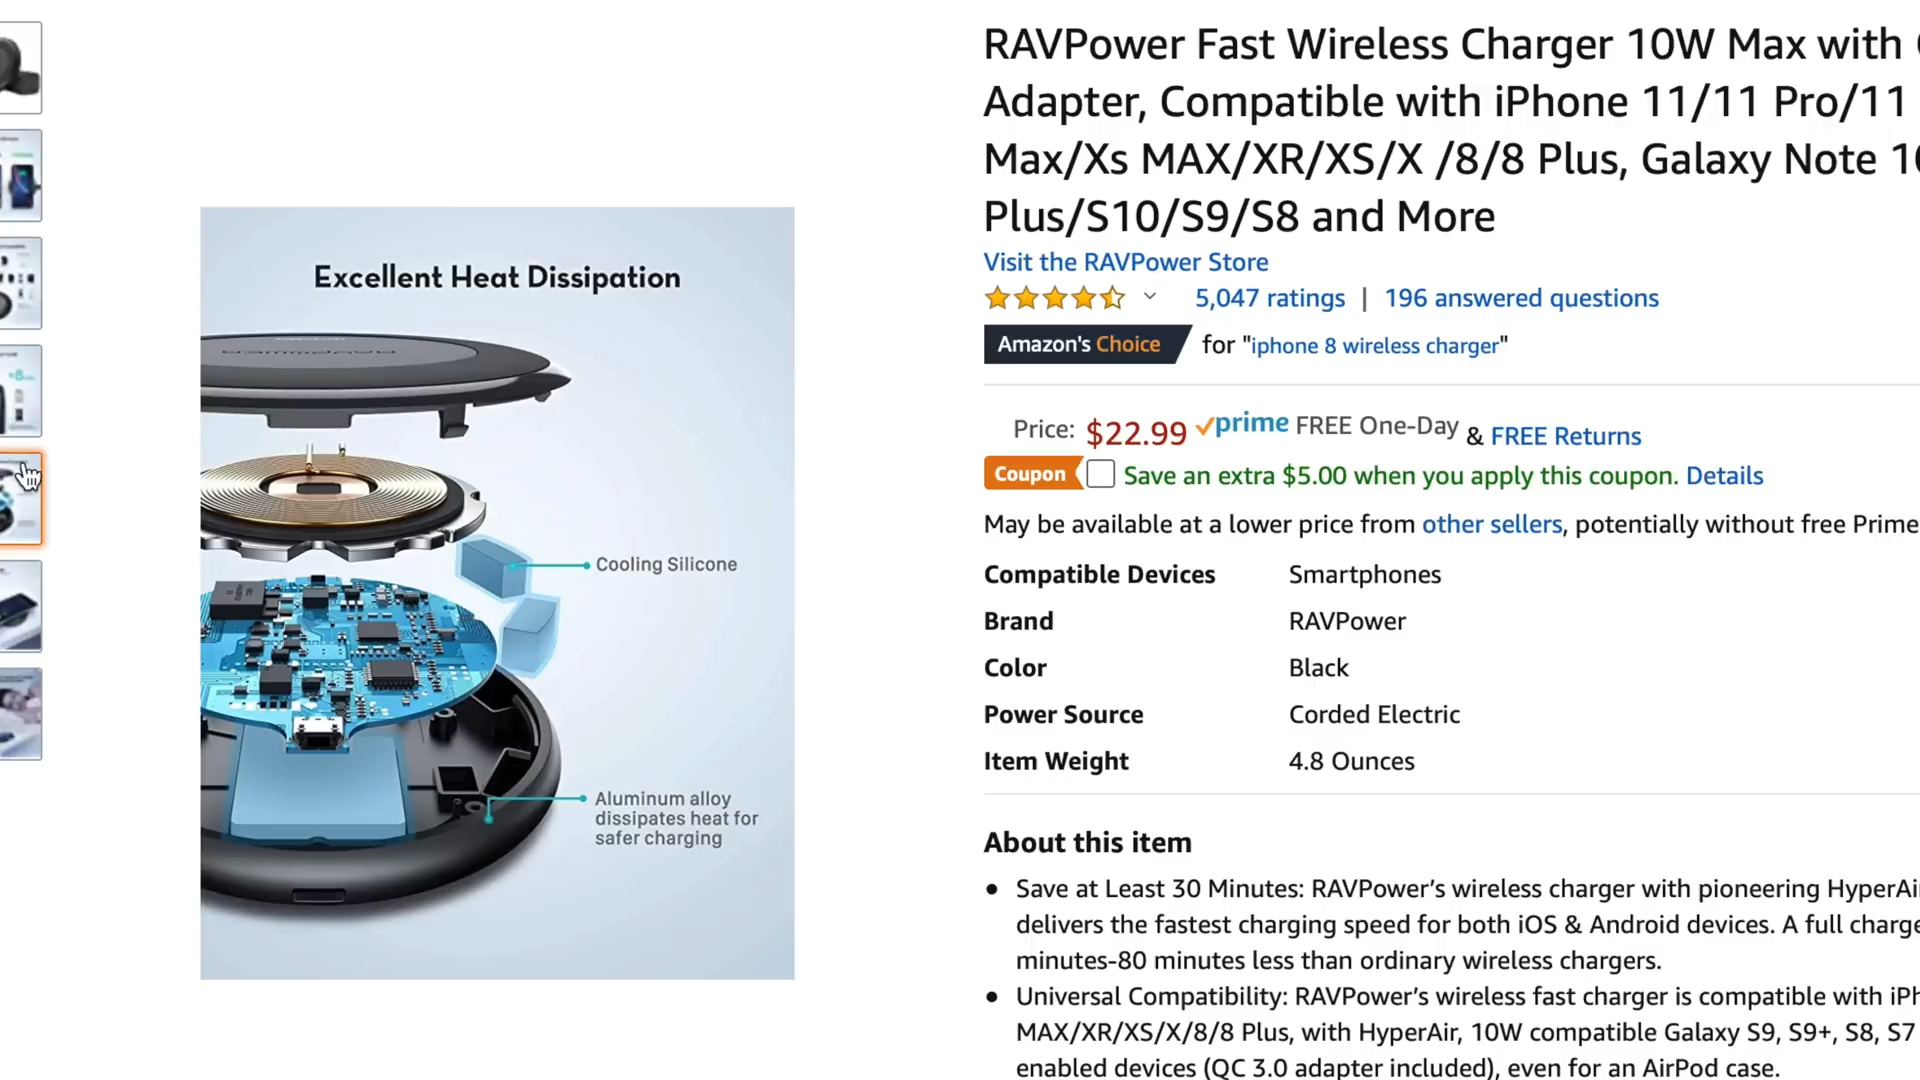 RAVPower Fast Wireless Charger 10W Max with
Adapter, Compatible with iPhone 11/11 Pro/11
Max/Xs MAX/XR/XS/X /8/8 Plus, Galaxy Note
Plus/S10/S9/S8 and More
Visit the RAVPower Store
5,047 ratings | 196 answered questions
Amazon's Choice for "iphone 8 wireless charger"
Price: $22.99 prime FREE One-Day & FREE Returns
Coupon Save an extra $5.00 when you apply this coupon. Details
May be available at a lower price from other sellers, potentially without free Prime
Compatible Devices Smartphones
Brand RAVPower
Color Black
Power Source Corded Electric
Item Weight 4.8 Ounces
About this item
• Save at Least 30 Minutes: RAVPower’s wireless charger with pioneering HyperAi
delivers the fastest charging speed for both iOS & Android devices. A full charge
minutes-80 minutes less than ordinary wireless chargers.
• Universal Compatibility: RAVPower’s wireless fast charger is compatible with iPh
MAX/XR/XS/X/8/8 Plus, with HyperAir, 10W compatible Galaxy S9, S9+, S8, S7
enabled devices (QC 3.0 adapter included), even for an AirPod case.
Excellent Heat Dissipation
Cooling Silicone
Aluminum alloy
dissipates heat for
safer charging